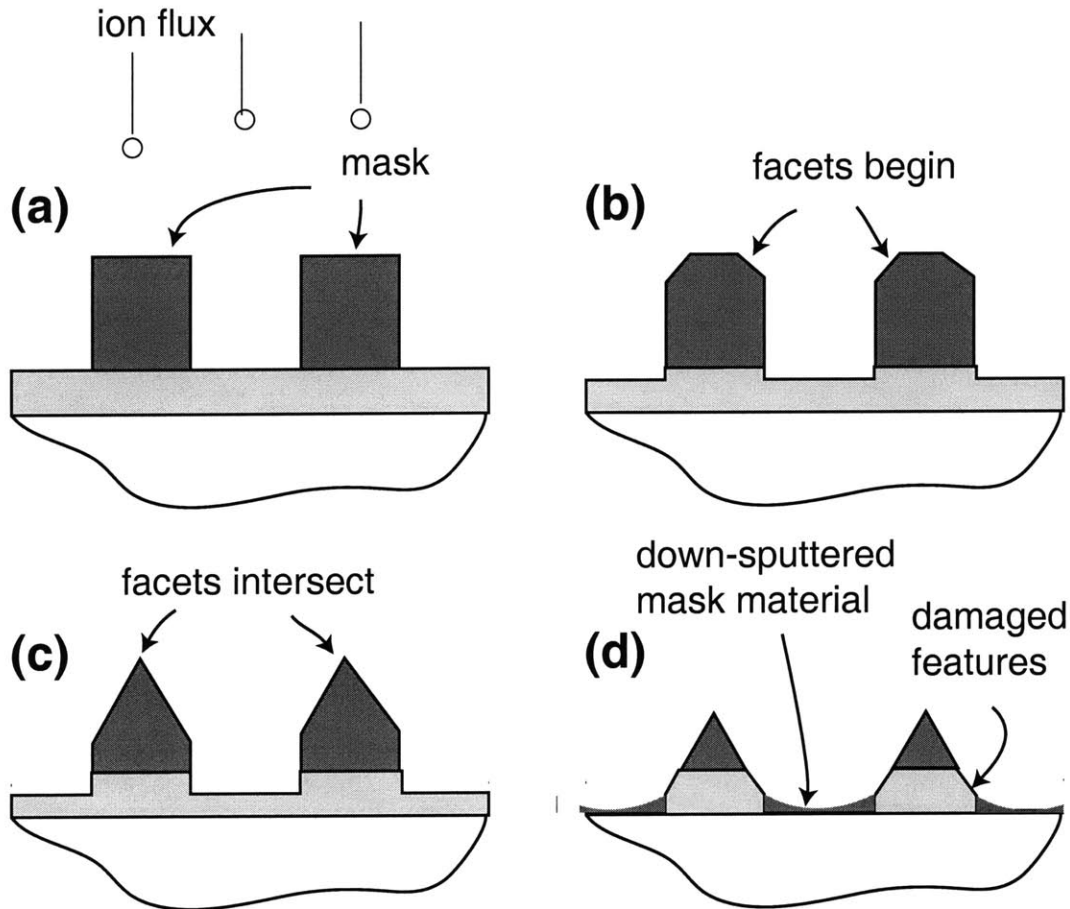 ion flux
mask
(a)
facets begin
(b)
facets intersect
(c)
down-sputtered
mask material
(d)
damaged
features